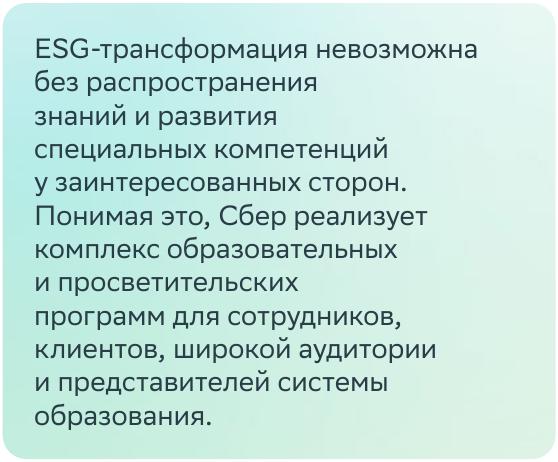 ESG-трансформация невозможна
без распространения
знаний и развития
специальных компетенций
у заинтересованных сторон.
Понимая это, Сбер реализует
комплекс образовательных
и просветительских
программ для сотрудников,
клиентов, широкой аудитории
и представителей системы
образования.